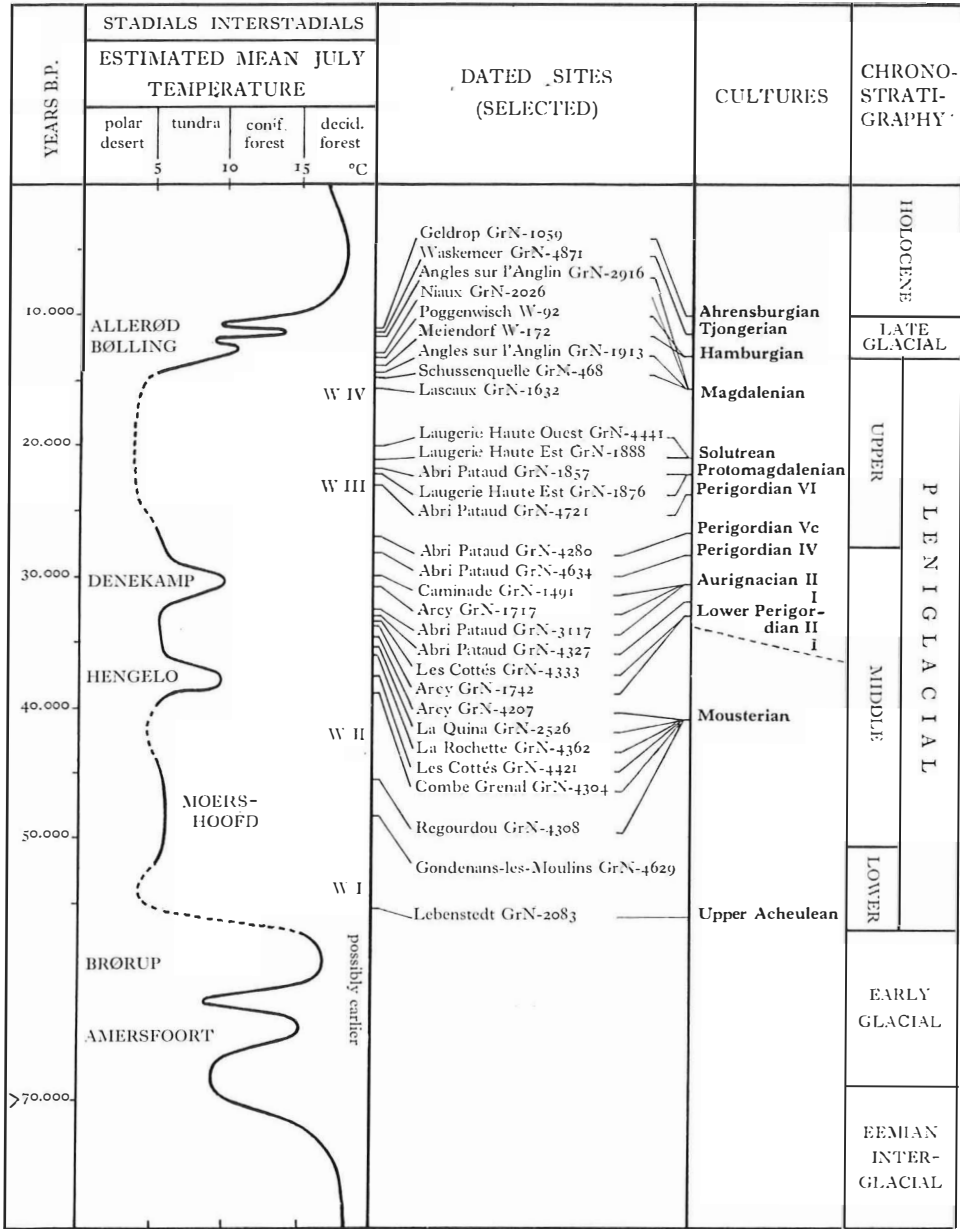 STADIALS INTERSTADIALS
ESTIMATED MEAN JULY
TEMPERATURE
YEARS B.P.
polar
desert
tundra
conif.
forest
decid.
forest
5
10
15
°C
DATED SITES
(SELECTED)
CULTURES
CHRONO-
STRATI-
GRAPHY
10.000
20.000
30.000
40.000
50.000
>70.000
ALLERØD
BØLLING
DENEKAMP
HENGELO
MOERS-
HOOFD
BRØRUP
AMERSFOORT
W IV
W III
W II
W I
possibly earlier
Geldrop GrN-1059
Waskemeer GrN-4871
Angles sur l'Anglin GrN-2916
Niaux GrN-2026
Poggenwisch W-92
Meiendorf W-172
Angles sur l'Anglin GrN-1913
Schussenquelle GrN-468
Lascaux GrN-1632
Laugerie Haute Ouest GrN-4441
Laugerie Haute Est GrN-1888
Abri Pataud GrN-1857
Laugerie Haute Est GrN-1876
Abri Pataud GrN-4721
Abri Pataud GrN-4280
Abri Pataud GrN-4634
Caminade GrN-1491
Arcy GrN-1717
Abri Pataud GrN-3117
Abri Pataud GrN-4327
Les Cottés GrN-4333
Arcy GrN-1742
Arcy GrN-4207
La Quina GrN-2526
La Rochette GrN-4362
Les Cottés GrN-4421
Combe Grenal GrN-4304
Regourdou GrN-4308
Gondenans-les-Moulins GrN-4629
Lebenstedt GrN-2083
Ahrensburgian
Tjongerian
Hamburgian
Magdalenian
Solutrean
Protomagdalenian
Perigordian VI
Perigordian Vc
Perigordian IV
Aurignacian II
I
Lower Perigor-
dian II
i
Mousterian
Upper Acheulean
HOLOCENE
LATE
GLACIAL
UPPER
MIDDLE
LOWER
PLENIGLACIAL
EARLY
GLACIAL
EEMIAN
INTER-
GLACIAL